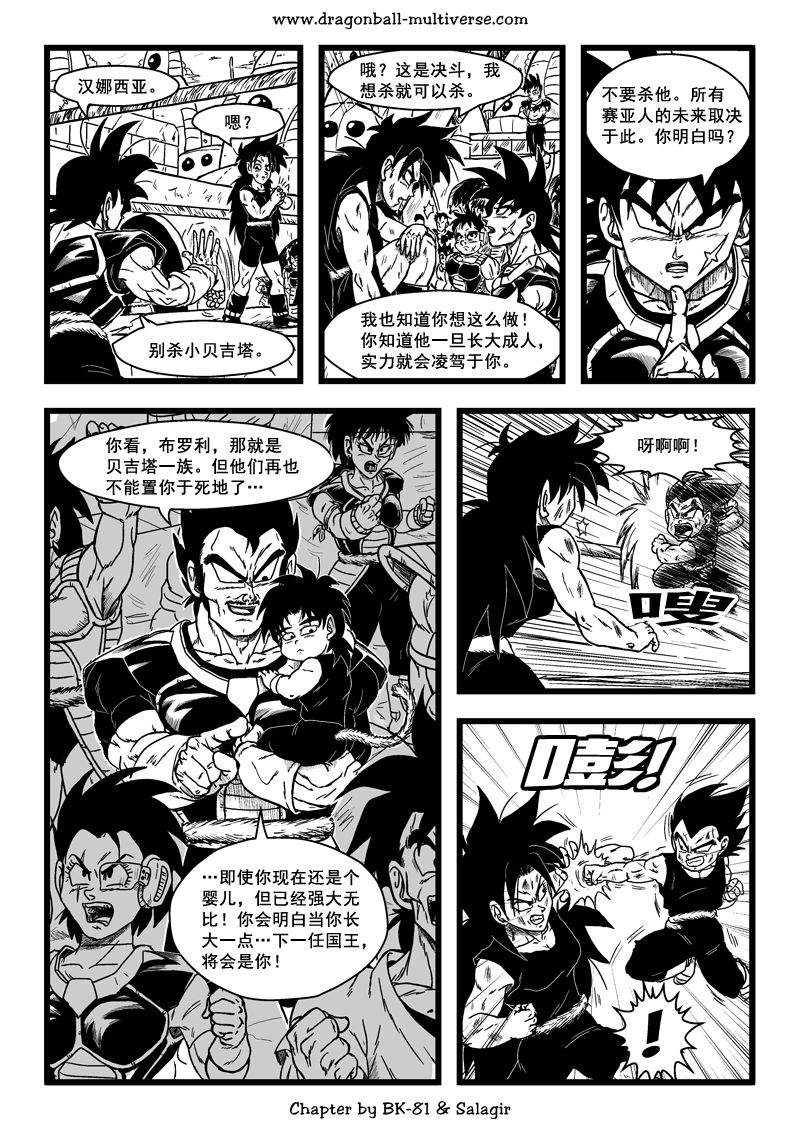 www.dragonball-multiverse.com
汉娜西亚。
嗯？
别杀小贝吉塔。
哦？这是决斗，我
想杀就可以杀。
我也知道你想这么做！
你知道他一旦长大成人，
实力就会凌驾于你。
不要杀他。所有
赛亚人的未来取决
于此。你明白吗？
你看，布罗利，那就是
贝吉塔一族。但他们再也
不能置你于死地了…
…即使你现在还是个
婴儿，但已经强大无
比！你会明白当你长
大一点…下一任国王，
将会是你！
呀啊啊！
嗖
嘭！
！
Chapter by BK-81 & Salagir